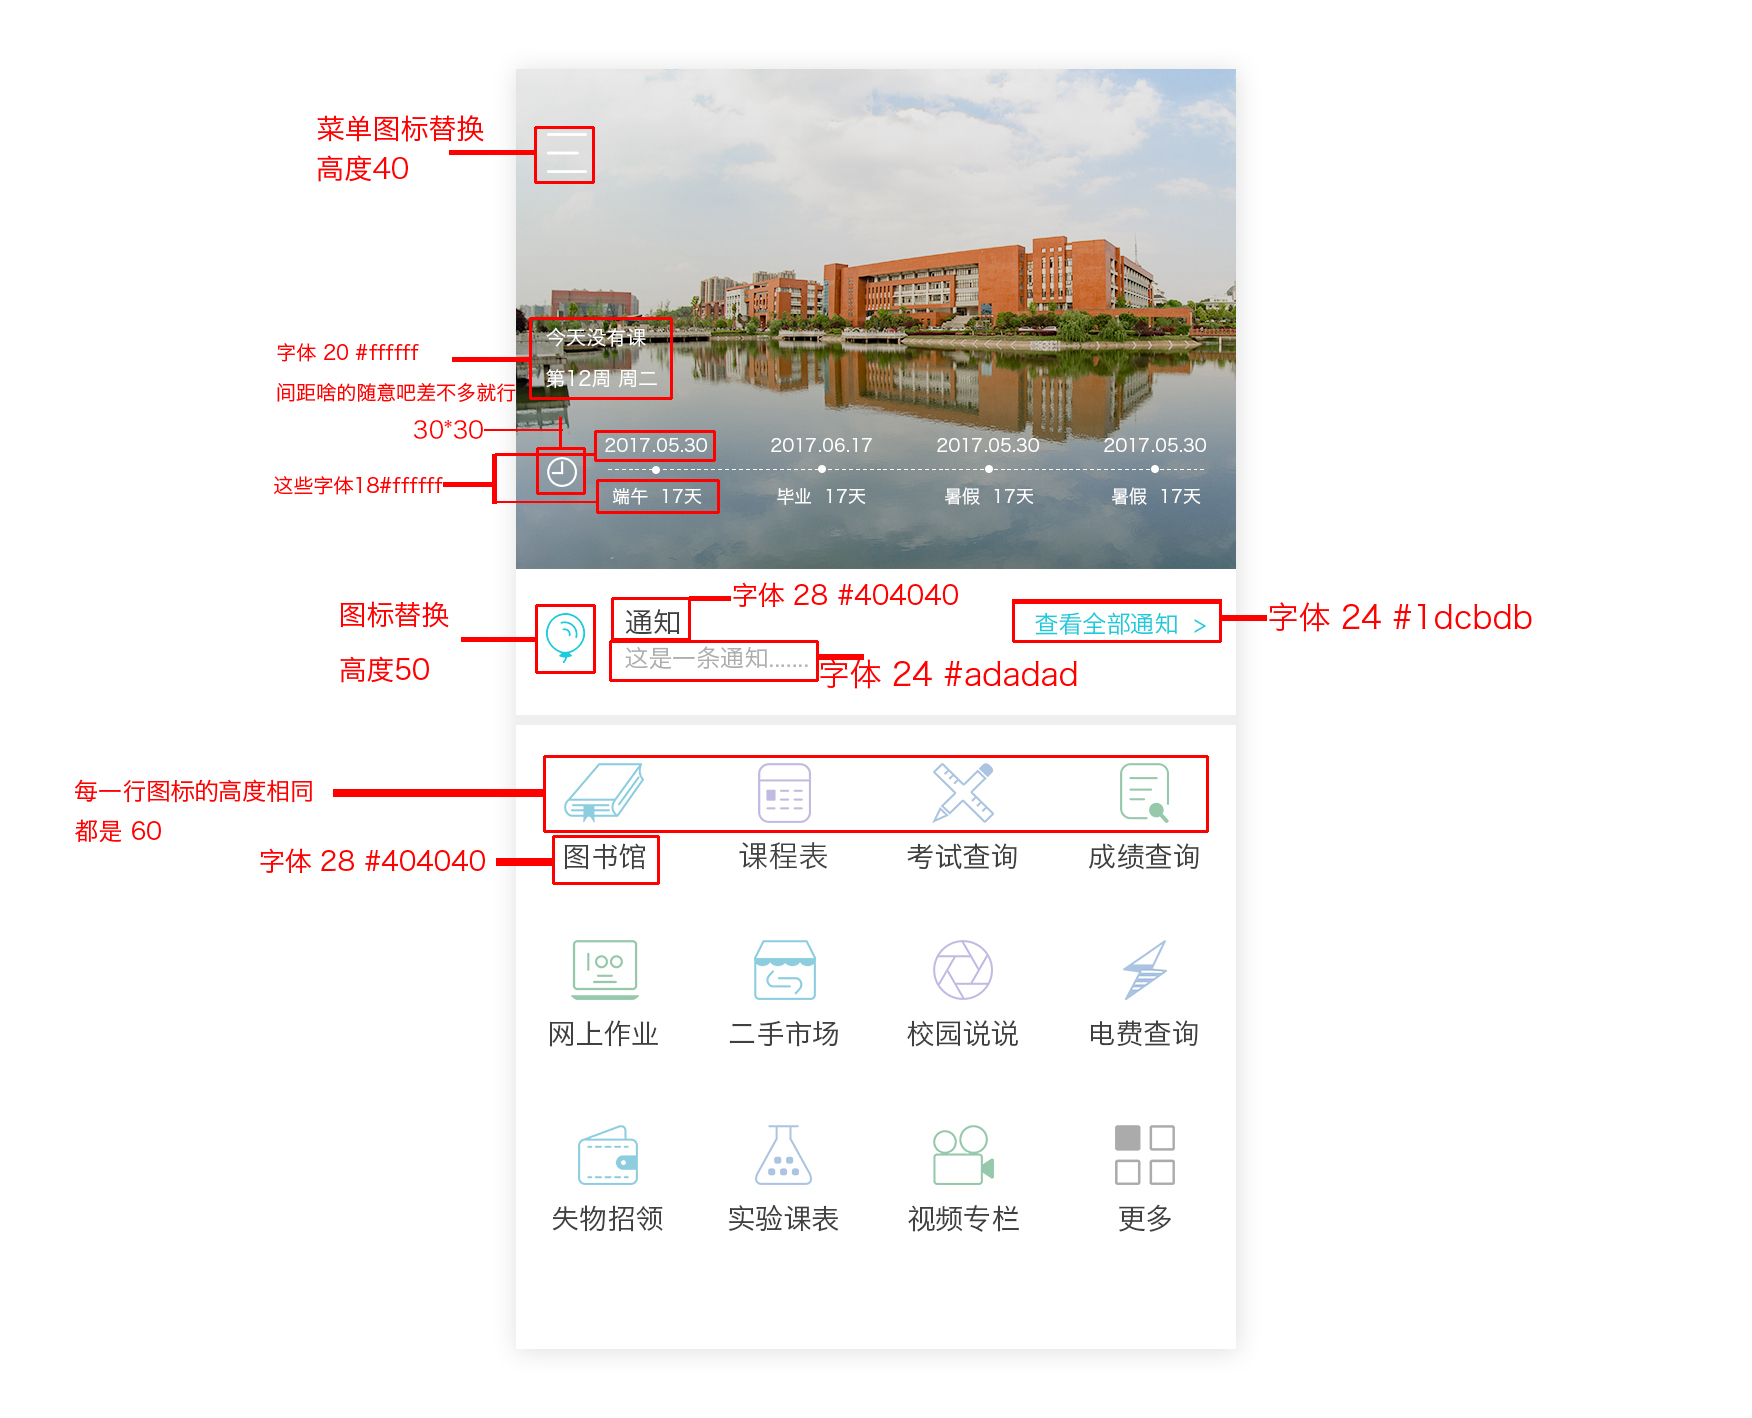 菜单图标替换
高度40
今天没有课
字体 20 #ffffff
第12周 周二
间距啥的随意吧差不多就行
30*30
2017.05.30
2017.06.17
2017.05.30
2017.05.30
这些字体18#ffffff
端午 17天
毕业 17天
暑假 17天
暑假 17天
字体 28 #404040
图标替换
高度50
通知
查看全部通知 >
字体 24 #1dcbdb
这是一条通知.......
字体 24 #adadad
每一行图标的高度相同
都是 60
字体 28 #404040
图书馆
课程表
考试查询
成绩查询
100
网上作业
二手市场
校园说说
电费查询
失物招领
实验课表
视频专栏
更多